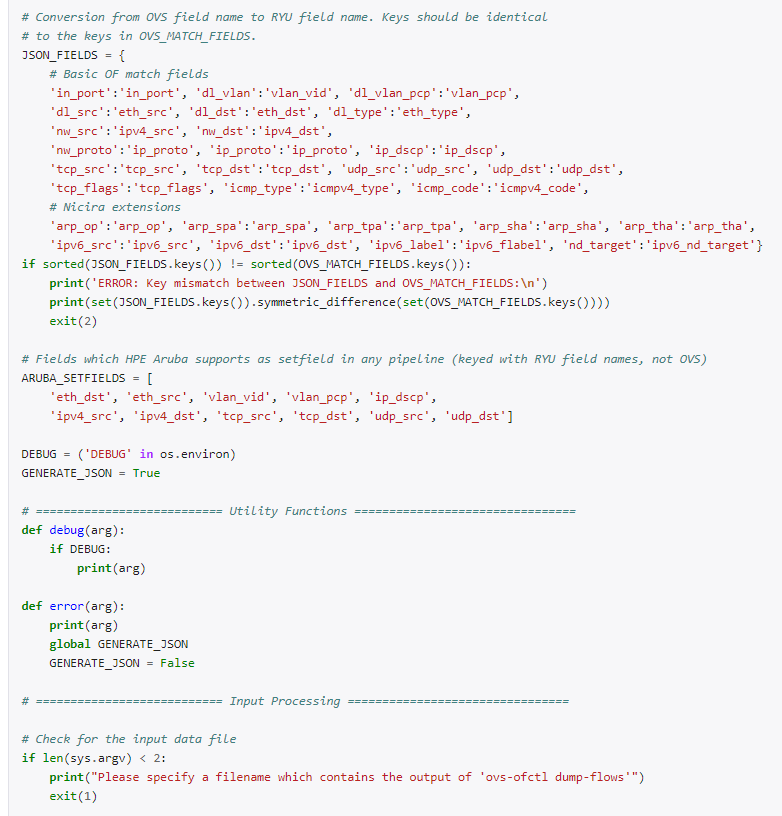 # Conversion from OVS field name to RYU field name. Keys should be identical
# to the keys in OVS_MATCH_FIELDS.
JSON_FIELDS = {
    # Basic OF match fields
    'in_port':'in_port', 'dl_vlan':'vlan_vid', 'dl_vlan_pcp':'vlan_pcp',
    'dl_src':'eth_src', 'dl_dst':'eth_dst', 'dl_type':'eth_type',
    'nw_src':'ipv4_src', 'nw_dst':'ipv4_dst',
    'nw_proto':'ip_proto', 'ip_proto':'ip_proto', 'ip_dscp':'ip_dscp',
    'tcp_src':'tcp_src', 'tcp_dst':'tcp_dst', 'udp_src':'udp_src', 'udp_dst':'udp_dst',
    'tcp_flags':'tcp_flags', 'icmp_type':'icmpv4_type', 'icmp_code':'icmpv4_code',
    # Nicira extensions
    'arp_op':'arp_op', 'arp_spa':'arp_spa', 'arp_tpa':'arp_tpa', 'arp_sha':'arp_sha', 'arp_tha':'arp_tha',
    'ipv6_src':'ipv6_src', 'ipv6_dst':'ipv6_dst', 'ipv6_label':'ipv6_flabel', 'nd_target':'ipv6_nd_target'}
if sorted(JSON_FIELDS.keys()) != sorted(OVS_MATCH_FIELDS.keys()):
    print('ERROR: Key mismatch between JSON_FIELDS and OVS_MATCH_FIELDS:\n')
    print(set(JSON_FIELDS.keys()).symmetric_difference(set(OVS_MATCH_FIELDS.keys())))
    exit(2)

# Fields which HPE Aruba supports as setfield in any pipeline (keyed with RYU field names, not OVS)
ARUBA_SETFIELDS = [
    'eth_dst', 'eth_src', 'vlan_vid', 'vlan_pcp', 'ip_dscp',
    'ipv4_src', 'ipv4_dst', 'tcp_src', 'tcp_dst', 'udp_src', 'udp_dst']

DEBUG = ('DEBUG' in os.environ)
GENERATE_JSON = True

# =========================== Utility Functions ================================
def debug(arg):
    if DEBUG:
        print(arg)

def error(arg):
    print(arg)
    global GENERATE_JSON
    GENERATE_JSON = False

# =========================== Input Processing ================================

# Check for the input data file
if len(sys.argv) < 2:
    print("Please specify a filename which contains the output of 'ovs-ofctl dump-flows'")
    exit(1)